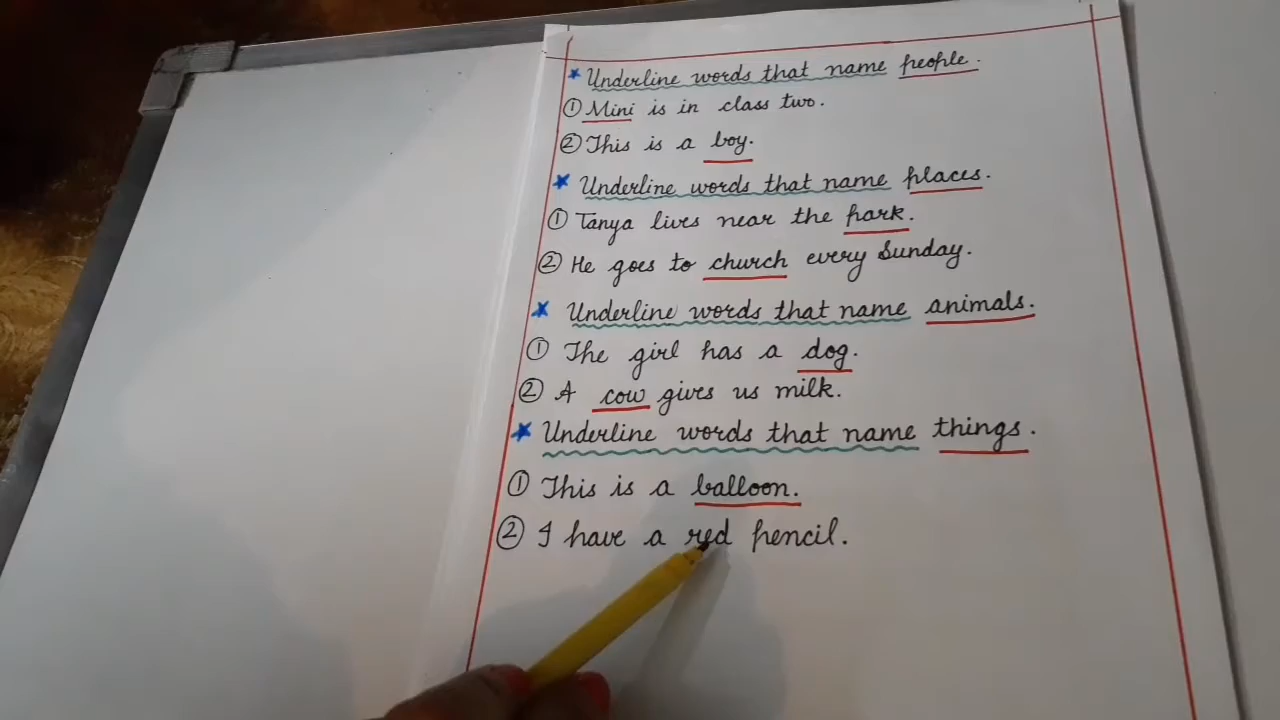 ★ Underline words that name people.
① Mini is in class two.
② This is a boy.
★ Underline words that name places.
① Tanya lives near the park.
② He goes to church every Sunday.
★ Underline words that name animals.
① The girl has a dog.
② A cow gives us milk.
★ Underline words that name things.
① This is a balloon.
② I have a red pencil.